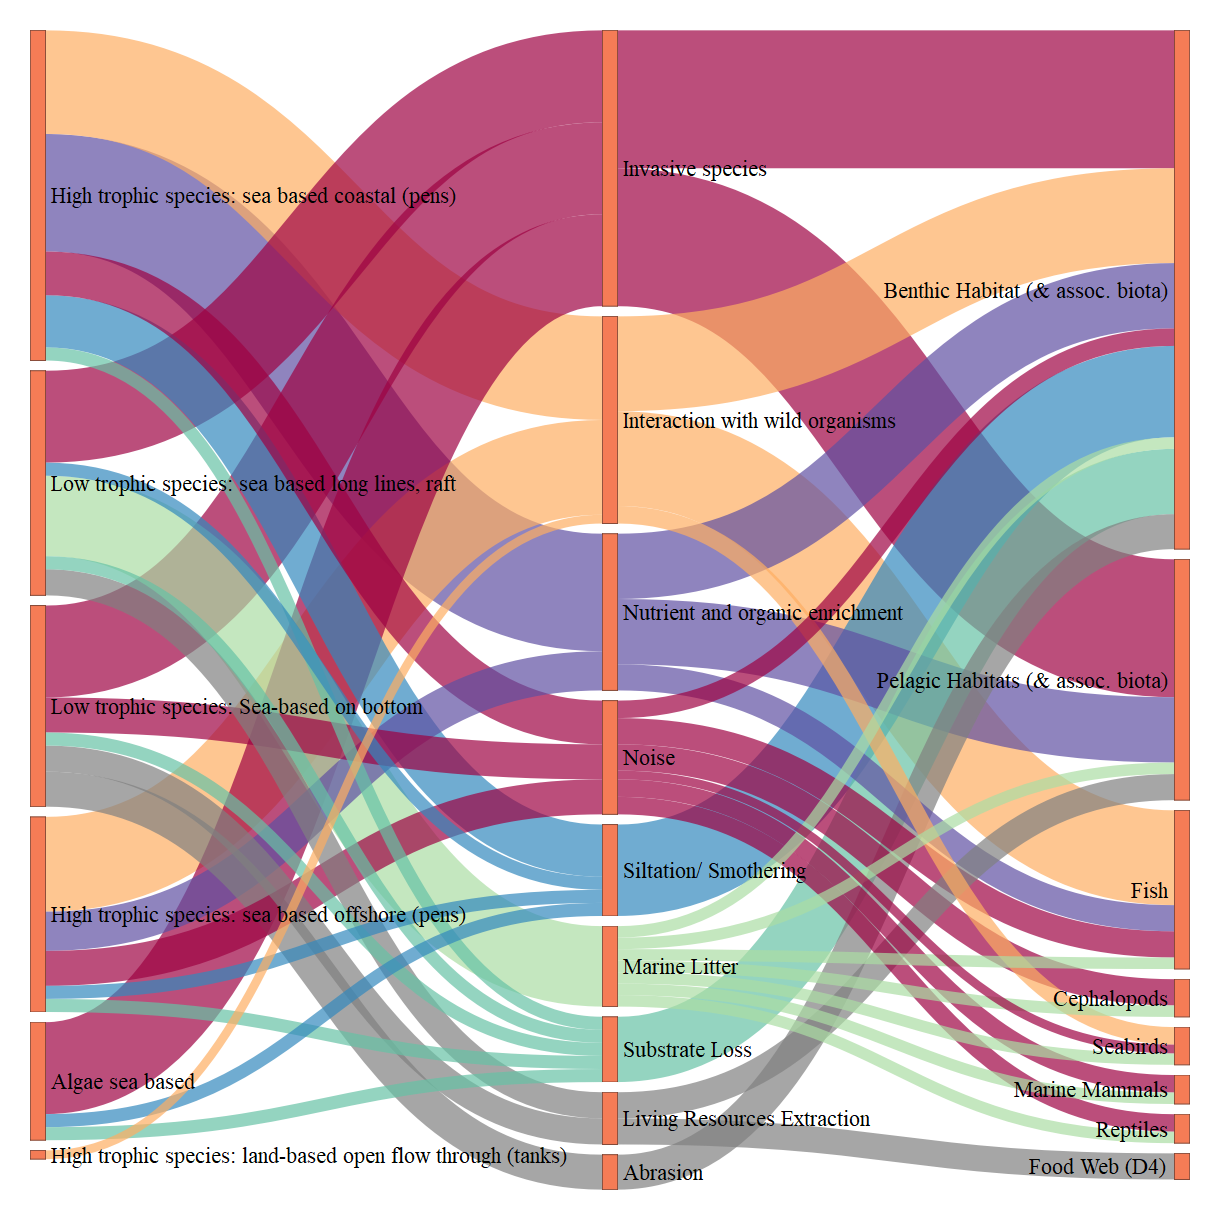 High trophic species: sea based coastal (pens)
Low trophic species: sea based long lines, raft
Low trophic species: Sea-based on bottom
High trophic species: sea based offshore (pens)
Algae sea based
High trophic species: land-based open flow through (tanks)
Invasive species
Interaction with wild organisms
Nutrient and organic enrichment
Noise
Siltation/ Smothering
Marine Litter
Substrate Loss
Living Resources Extraction
Abrasion
Benthic Habitat (& assoc. biota)
Pelagic Habitats (& assoc. biota)
Fish
Cephalopods
Seabirds
Marine Mammals
Reptiles
Food Web (D4)